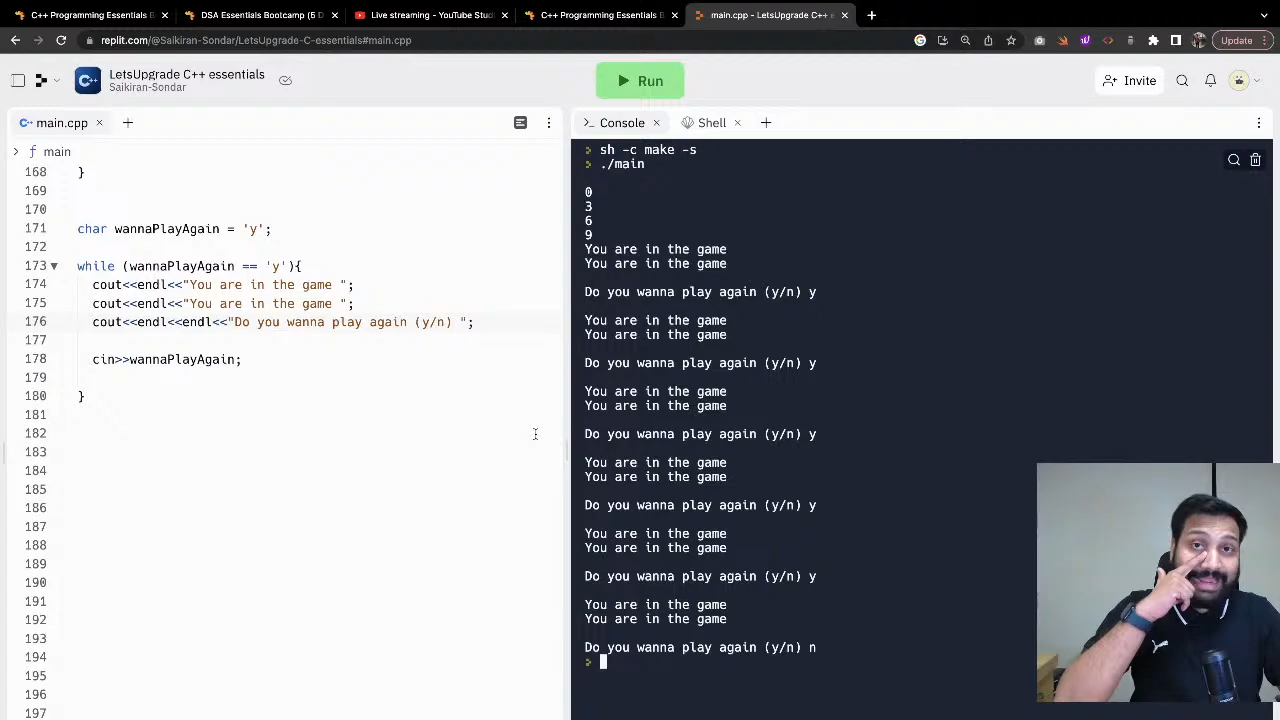 C++ Programming Essentials B
DSA Essentials Bootcamp (5 D
Live streaming - YouTube Stud
C++ Programming Essentials B
main.cpp - LetsUpgrade C++ e
replit.com/@Saikiran-Sondar/LetsUpgrade-C-essentials#main.cpp
Update
C++
LetsUpgrade C++ essentials
Saikiran-Sondar
Run
Invite
main.cpp
main
168 }
169
170
171 char wannaPlayAgain = 'y';
172
173 while (wannaPlayAgain == 'y'){
174 cout<<endl<<"You are in the game ";
175 cout<<endl<<"You are in the game ";
176 cout<<endl<<endl<<"Do you wanna play again (y/n) ";
177
178 cin>>wannaPlayAgain;
179
180 }
181
182
183
184
185
186
187
188
189
190
191
192
193
194
195
196
197
Console
Shell
sh -c make -s
./main
0
3
6
9
You are in the game
You are in the game
Do you wanna play again (y/n) y
You are in the game
You are in the game
Do you wanna play again (y/n) y
You are in the game
You are in the game
Do you wanna play again (y/n) y
You are in the game
You are in the game
Do you wanna play again (y/n) y
You are in the game
You are in the game
Do you wanna play again (y/n) y
You are in the game
You are in the game
Do you wanna play again (y/n) n